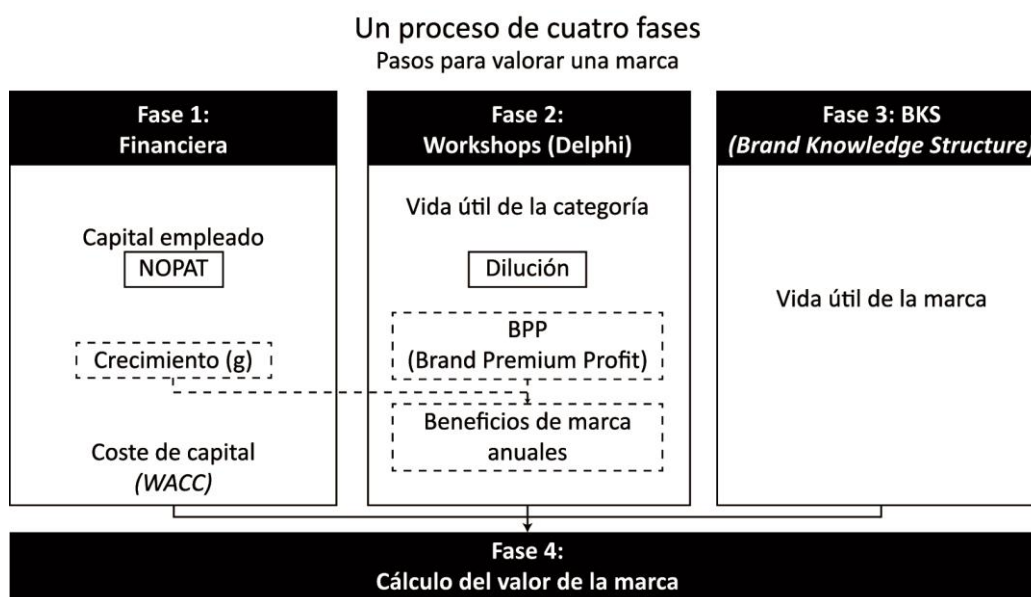 Un proceso de cuatro fases
Pasos para valorar una marca
Fase 1:
Financiera
Capital empleado
NOPAT
Crecimiento (g)
Coste de capital
(WACC)
Fase 2:
Workshops (Delphi)
Vida útil de la categoría
Dilución
BPP
(Brand Premium Profit)
Beneficios de marca
anuales
Fase 3: BKS
(Brand Knowledge Structure)
Vida útil de la marca
Fase 4:
Cálculo del valor de la marca